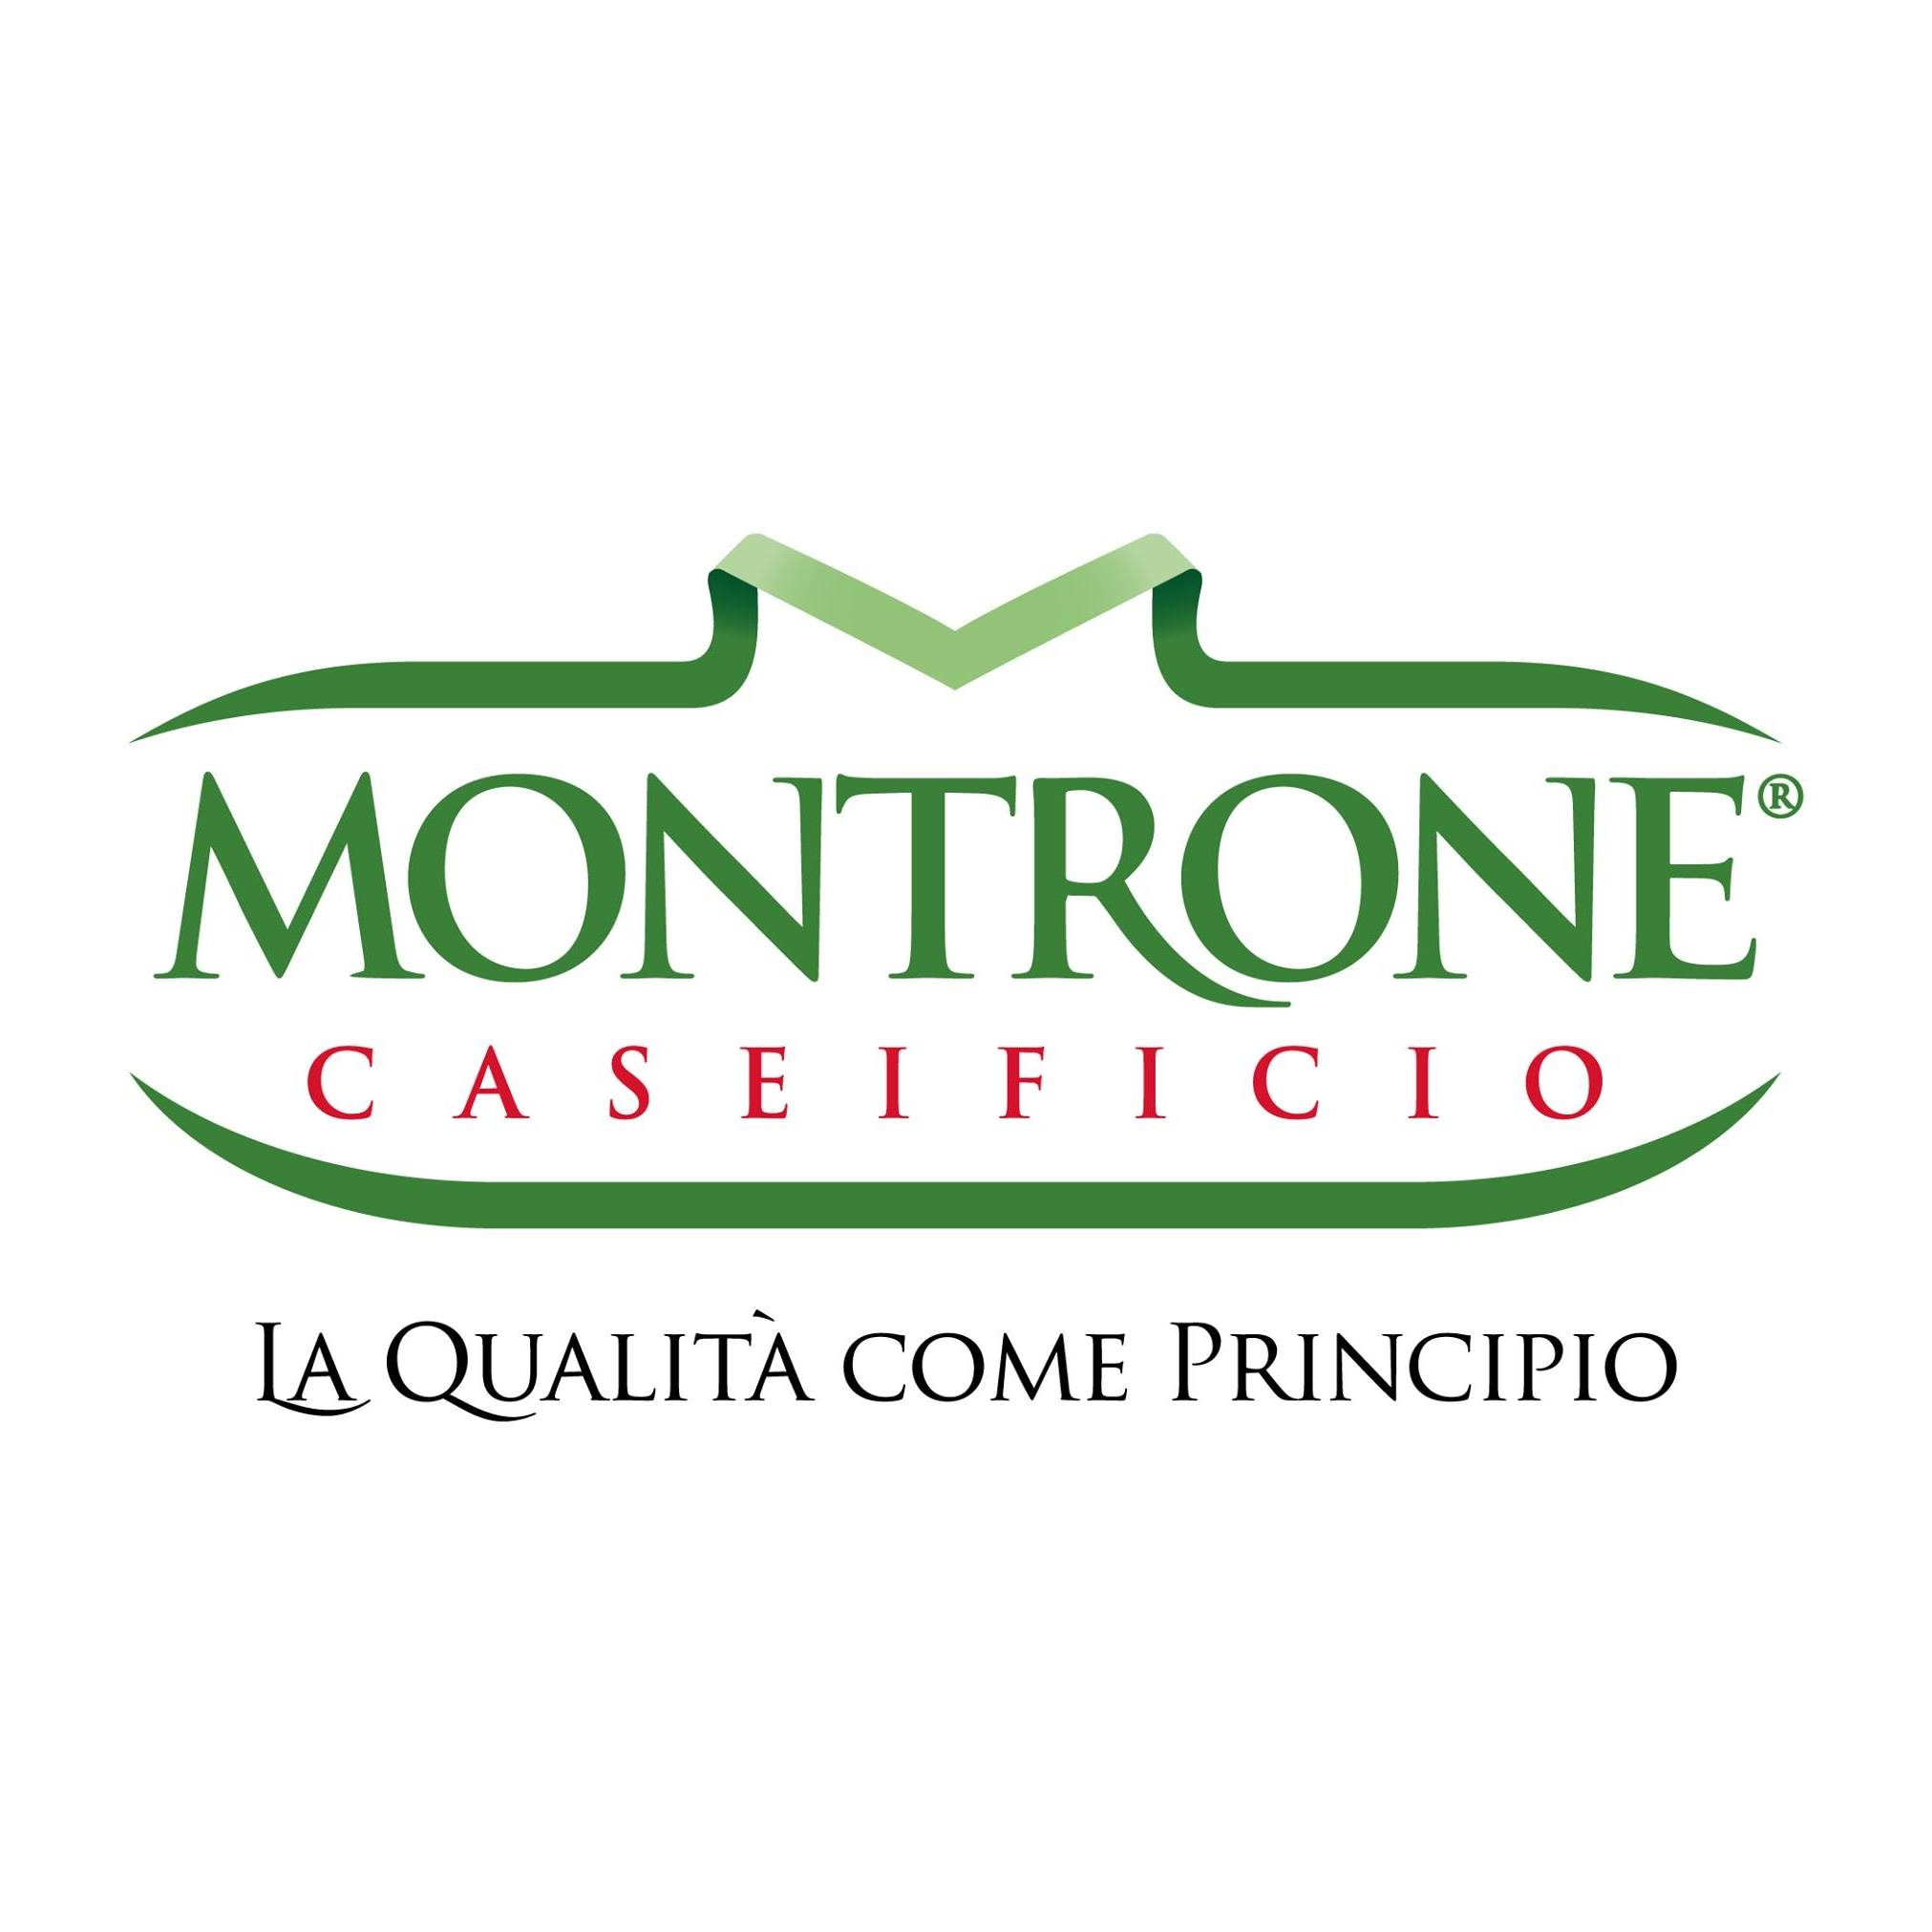 MONTRONE®
CASEIFICIO
LA QUALITÀ COME PRINCIPIO